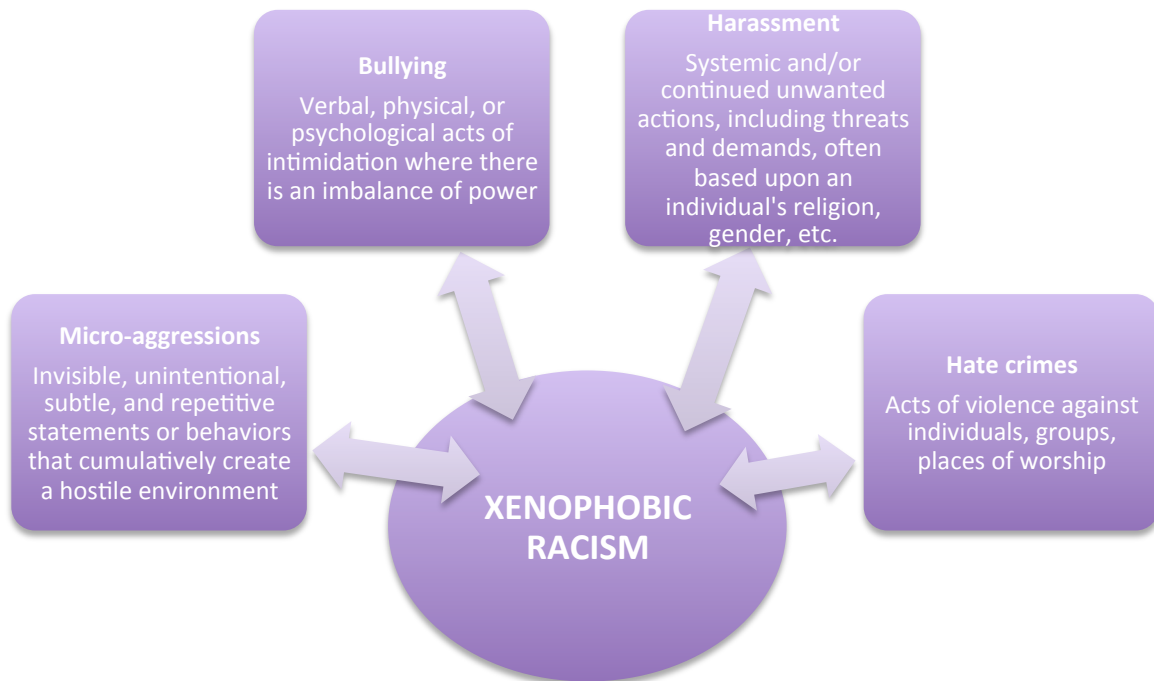 Micro-aggressions
Invisible, unintentional,
subtle, and repetitive
statements or behaviors
that cumulatively create
a hostile environment
Bullying
Verbal, physical, or
psychological acts of
intimidation where there
is an imbalance of power
Harassment
Systemic and/or
continued unwanted
actions, including threats
and demands, often
based upon an
individual's religion,
gender, etc.
Hate crimes
Acts of violence against
individuals, groups,
places of worship
XENOPHOBIC
RACISM